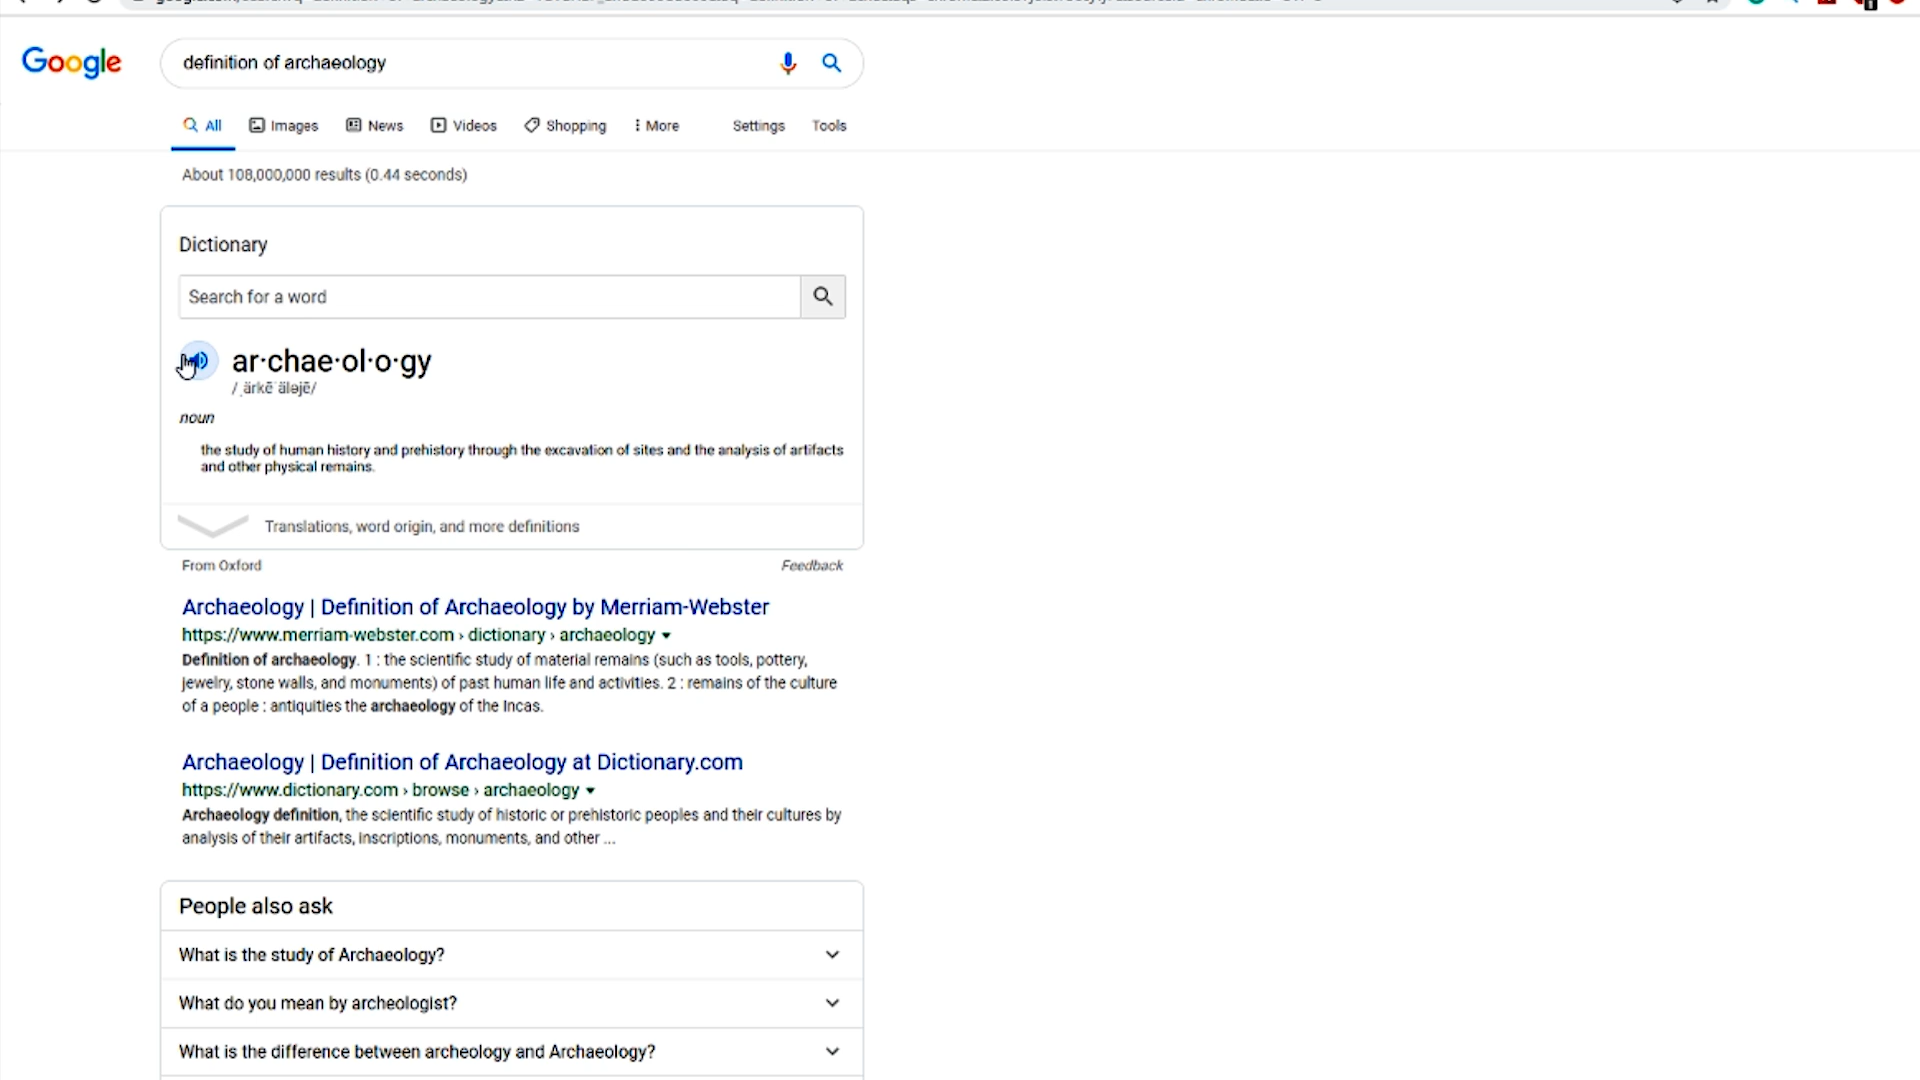 Google
definition of archaeology
All Images News Videos Shopping More Settings Tools
About 108,000,000 results (0.44 seconds)
Dictionary
Search for a word
ar·chae·ol·o·gy
/ˌärkēˈäləjē/
noun
the study of human history and prehistory through the excavation of sites and the analysis of artifacts
and other physical remains.
Translations, word origin, and more definitions
From Oxford Feedback
Archaeology | Definition of Archaeology by Merriam-Webster
https://www.merriam-webster.com › dictionary › archaeology
Definition of archaeology. 1 : the scientific study of material remains (such as tools, pottery,
jewelry, stone walls, and monuments) of past human life and activities. 2 : remains of the culture
of a people : antiquities the archaeology of the Incas.
Archaeology | Definition of Archaeology at Dictionary.com
https://www.dictionary.com › browse › archaeology
Archaeology definition, the scientific study of historic or prehistoric peoples and their cultures by
analysis of their artifacts, inscriptions, monuments, and other ...
People also ask
What is the study of Archaeology?
What do you mean by archeologist?
What is the difference between archeology and Archaeology?